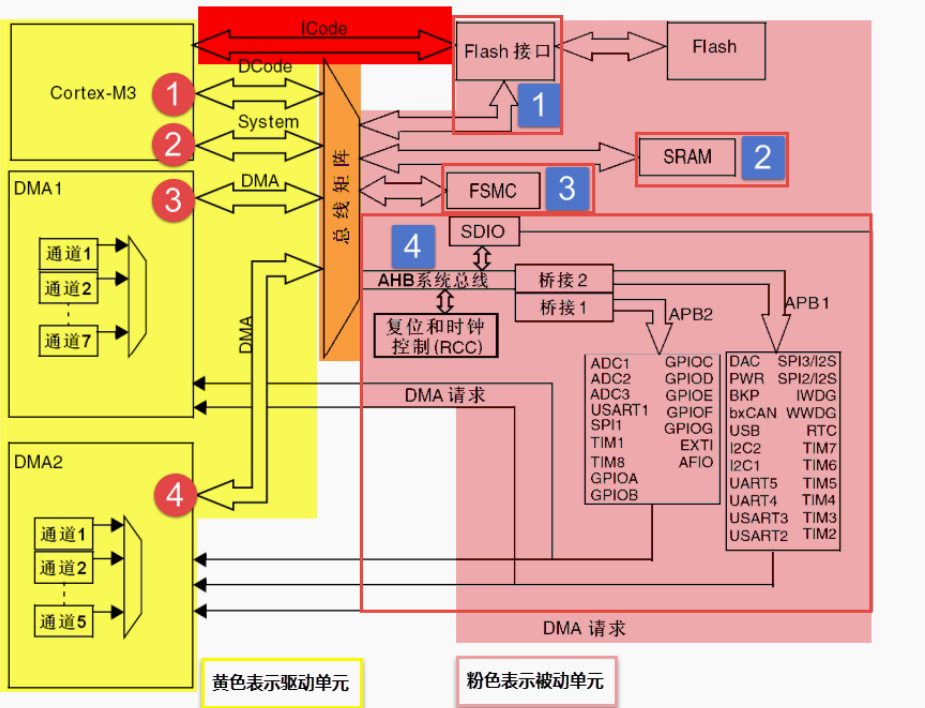 ICode
Flash 接口
Flash
Cortex-M3
1
DCode
1
System
2
SRAM
2
DMA1
DMA
3
FSMC
3
总线矩阵
SDIO
4
通道1
通道2
通道7
AHB系统总线
桥接2
桥接1
APB2
APB1
复位和时钟
控制(RCC)
DMA
DMA 请求
ADC1 GPIOC
ADC2 GPIOD
ADC3 GPIOE
USART1 GPIOF
SPI1 GPIOG
TIM1 EXTI
TIM8 AFIO
GPIOA
GPIOB
DAC SPI3/I2S
PWR SPI2/I2S
BKP IWDG
bxCAN WWDG
USB RTC
I2C2 TIM7
I2C1 TIM6
UART5 TIM5
UART4 TIM4
USART3 TIM3
USART2 TIM2
DMA2
4
通道1
通道2
通道5
DMA 请求
黄色表示驱动单元
粉色表示被动单元